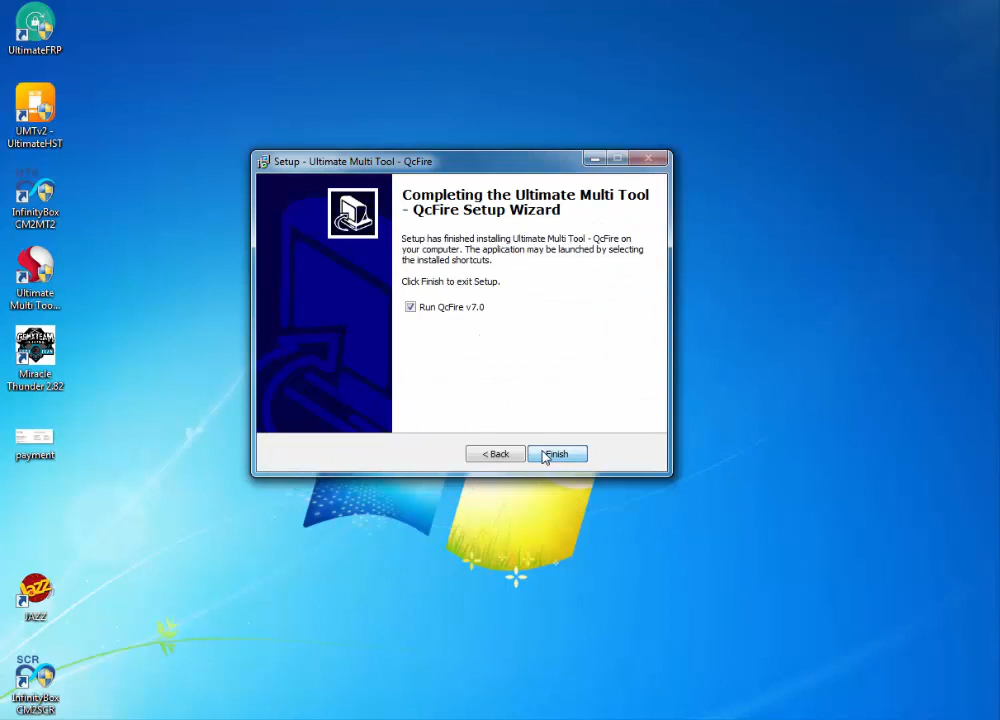 UltimateFRP
UMTv2 -
UltimateHST
InfinityBox
CM2MT2
Ultimate
Multi Too...
Miracle
Thunder 2.82
payment
JAZZ
SCR
InfinityBox
CM2SCR
Setup - Ultimate Multi Tool - QcFire
Completing the Ultimate Multi Tool
- QcFire Setup Wizard
Setup has finished installing Ultimate Multi Tool - QcFire on
your computer. The application may be launched by selecting
the installed shortcuts.
Click Finish to exit Setup.
Run QcFire v7.0
< Back
Finish